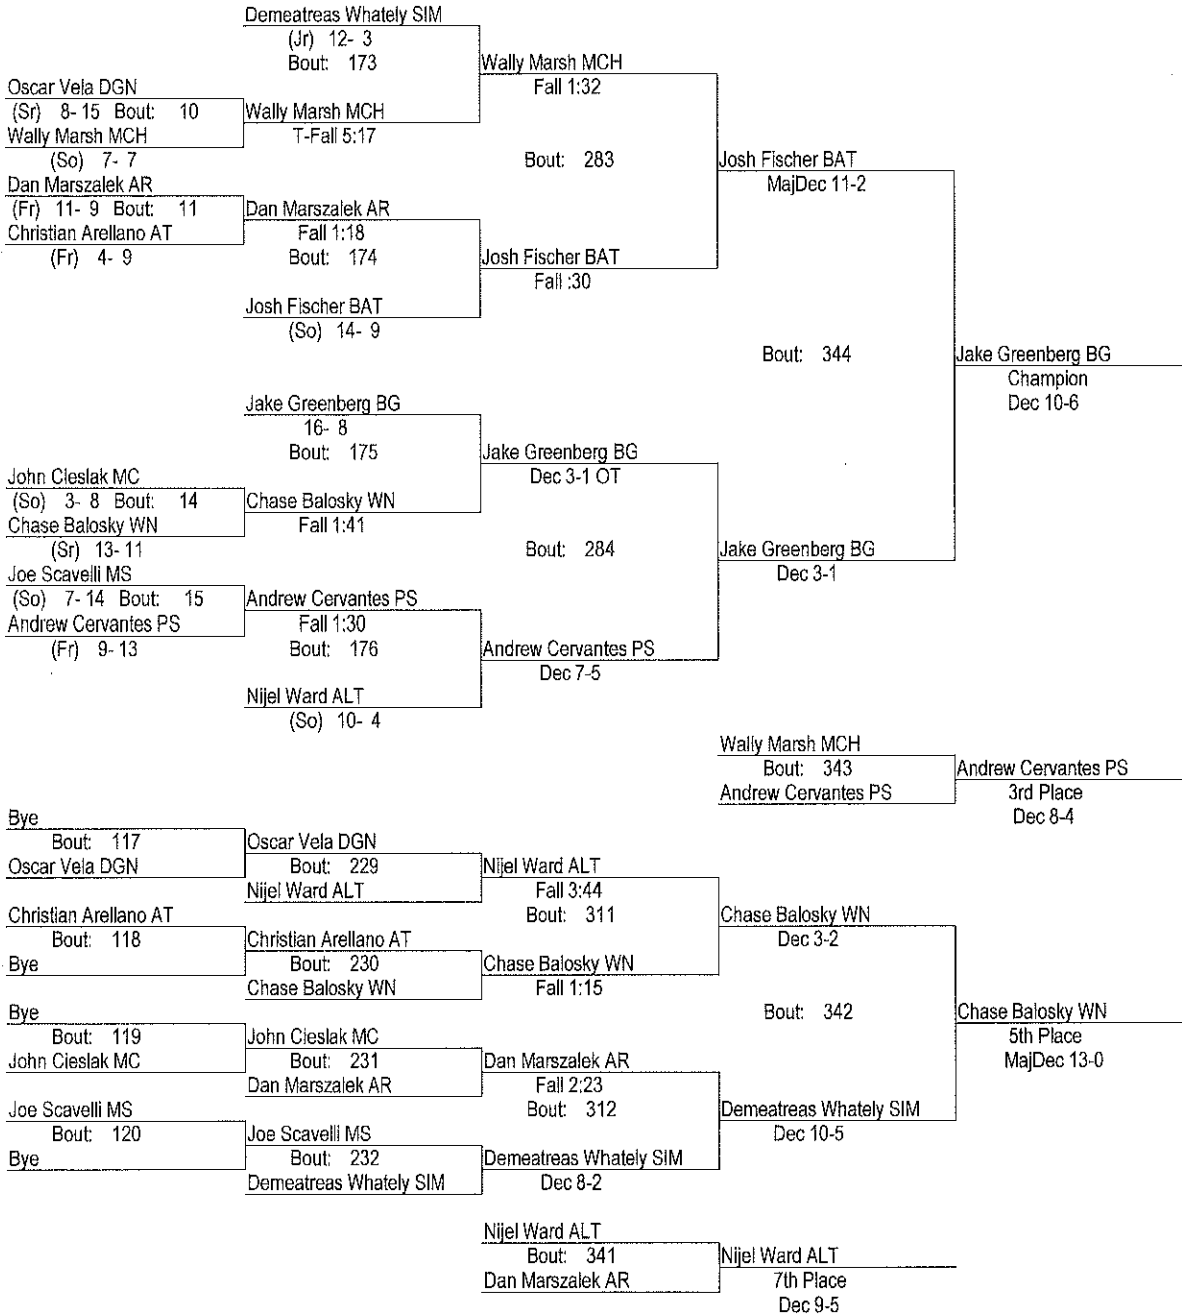 Demeatreas Whately SIM
(Jr) 12- 3
Bout: 173
Wally Marsh MCH
Fall 1:32
Oscar Vela DGN
(Sr) 8- 15 Bout: 10
Wally Marsh MCH
Wally Marsh MCH
T-Fall 5:17
(So) 7- 7
Bout: 283
Josh Fischer BAT
MajDec 11-2
Dan Marszalek AR
(Fr) 11- 9 Bout: 11
Dan Marszalek AR
Christian Arellano AT
Fall 1:18
(Fr) 4- 9
Bout: 174
Josh Fischer BAT
Fall :30
Josh Fischer BAT
(So) 14- 9
Bout: 344
Jake Greenberg BG
Champion
Dec 10-6
Jake Greenberg BG
16- 8
Bout: 175
Jake Greenberg BG
Dec 3-1 OT
John Cieslak MC
(So) 3- 8 Bout: 14
Chase Balosky WN
Chase Balosky WN
Fall 1:41
(Sr) 13- 11
Bout: 284
Jake Greenberg BG
Dec 3-1
Joe Scavelli MS
(So) 7- 14 Bout: 15
Andrew Cervantes PS
Andrew Cervantes PS
Fall 1:30
(Fr) 9- 13
Bout: 176
Andrew Cervantes PS
Dec 7-5
Nijel Ward ALT
(So) 10- 4
Wally Marsh MCH
Bout: 343
Andrew Cervantes PS
Andrew Cervantes PS
3rd Place
Dec 8-4
Bye
Bout: 117
Oscar Vela DGN
Oscar Vela DGN
Bout: 229
Nijel Ward ALT
Nijel Ward ALT
Fall 3:44
Bout: 311
Christian Arellano AT
Bout: 118
Bye
Christian Arellano AT
Bout: 230
Chase Balosky WN
Chase Balosky WN
Fall 1:15
Chase Balosky WN
Dec 3-2
Bye
Bout: 119
John Cieslak MC
John Cieslak MC
Bout: 231
Dan Marszalek AR
Dan Marszalek AR
Fall 2:23
Bout: 312
Bout: 342
Chase Balosky WN
5th Place
MajDec 13-0
Joe Scavelli MS
Bout: 120
Bye
Joe Scavelli MS
Bout: 232
Demeatreas Whately SIM
Demeatreas Whately SIM
Dec 8-2
Demeatreas Whately SIM
Dec 10-5
Nijel Ward ALT
Bout: 341
Dan Marszalek AR
Nijel Ward ALT
7th Place
Dec 9-5